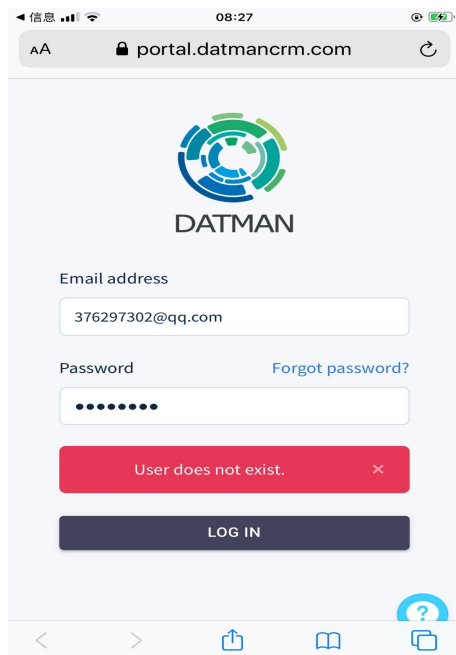 信息 08:27
AA portal.datmancrm.com
DATMAN
Email address
376297302@qq.com
Password Forgot password?
••••••••
User does not exist. ×
LOG IN
?